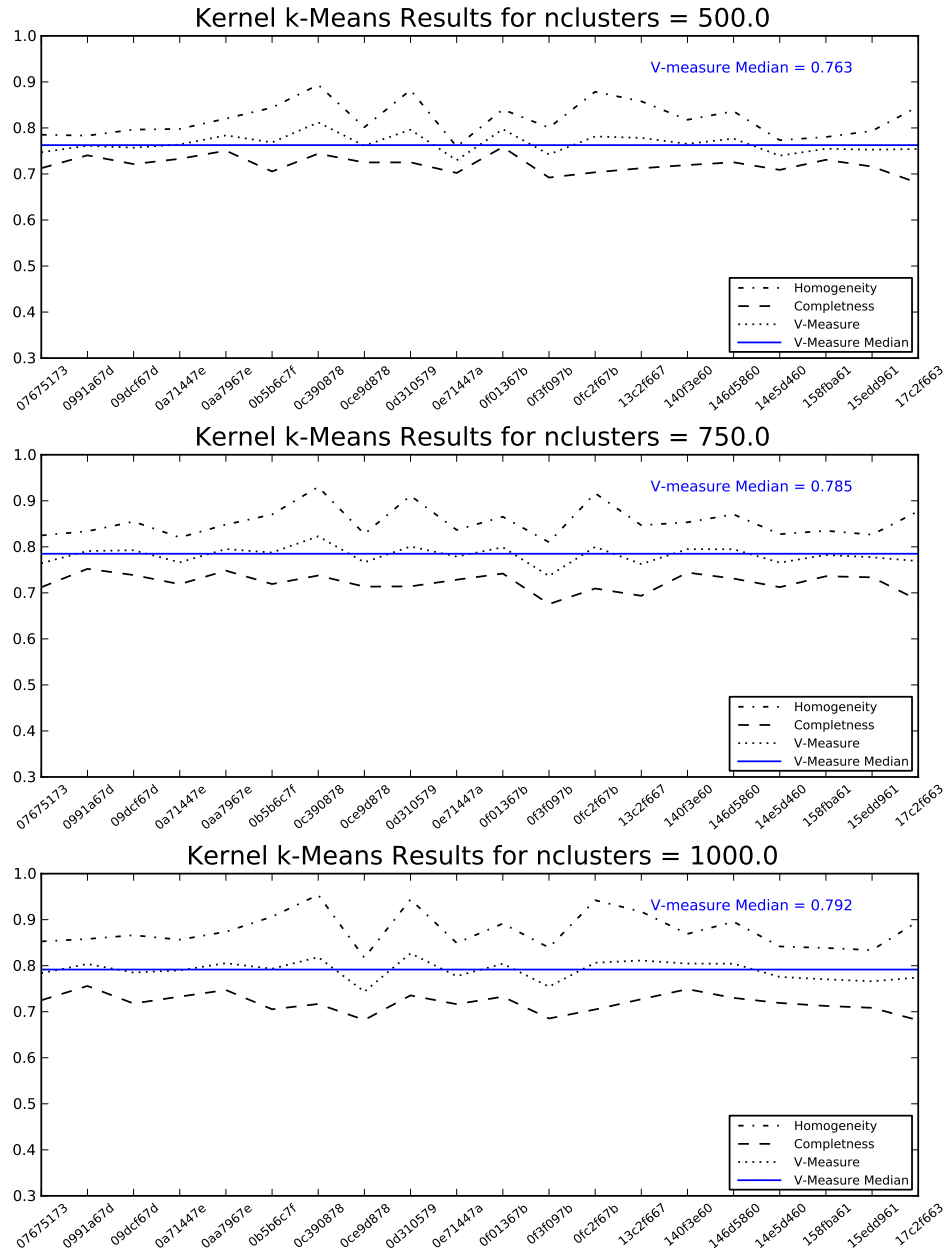 Kernel k-Means Results for nclusters = 500.0
1.0
0.9
0.8
0.7
0.6
0.5
0.4
0.3
V-measure Median = 0.763
Homogeneity
Completness
V-Measure
V-Measure Median
07675173
0991a67d
09dcf67d
0a71447e
0aa7967e
0b5b6c7f
0c390878
0ce9d878
0d310579
0e71447a
0f01367b
0f3f097b
0fc2f67b
13c2f667
140f3e60
146d5860
14e5d460
158fba61
15edd961
17c2f663
Kernel k-Means Results for nclusters = 750.0
1.0
0.9
0.8
0.7
0.6
0.5
0.4
0.3
V-measure Median = 0.785
Homogeneity
Completness
V-Measure
V-Measure Median
07675173
0991a67d
09dcf67d
0a71447e
0aa7967e
0b5b6c7f
0c390878
0ce9d878
0d310579
0e71447a
0f01367b
0f3f097b
0fc2f67b
13c2f667
140f3e60
146d5860
14e5d460
158fba61
15edd961
17c2f663
Kernel k-Means Results for nclusters = 1000.0
1.0
0.9
0.8
0.7
0.6
0.5
0.4
0.3
V-measure Median = 0.792
Homogeneity
Completness
V-Measure
V-Measure Median
07675173
0991a67d
09dcf67d
0a71447e
0aa7967e
0b5b6c7f
0c390878
0ce9d878
0d310579
0e71447a
0f01367b
0f3f097b
0fc2f67b
13c2f667
140f3e60
146d5860
14e5d460
158fba61
15edd961
17c2f663